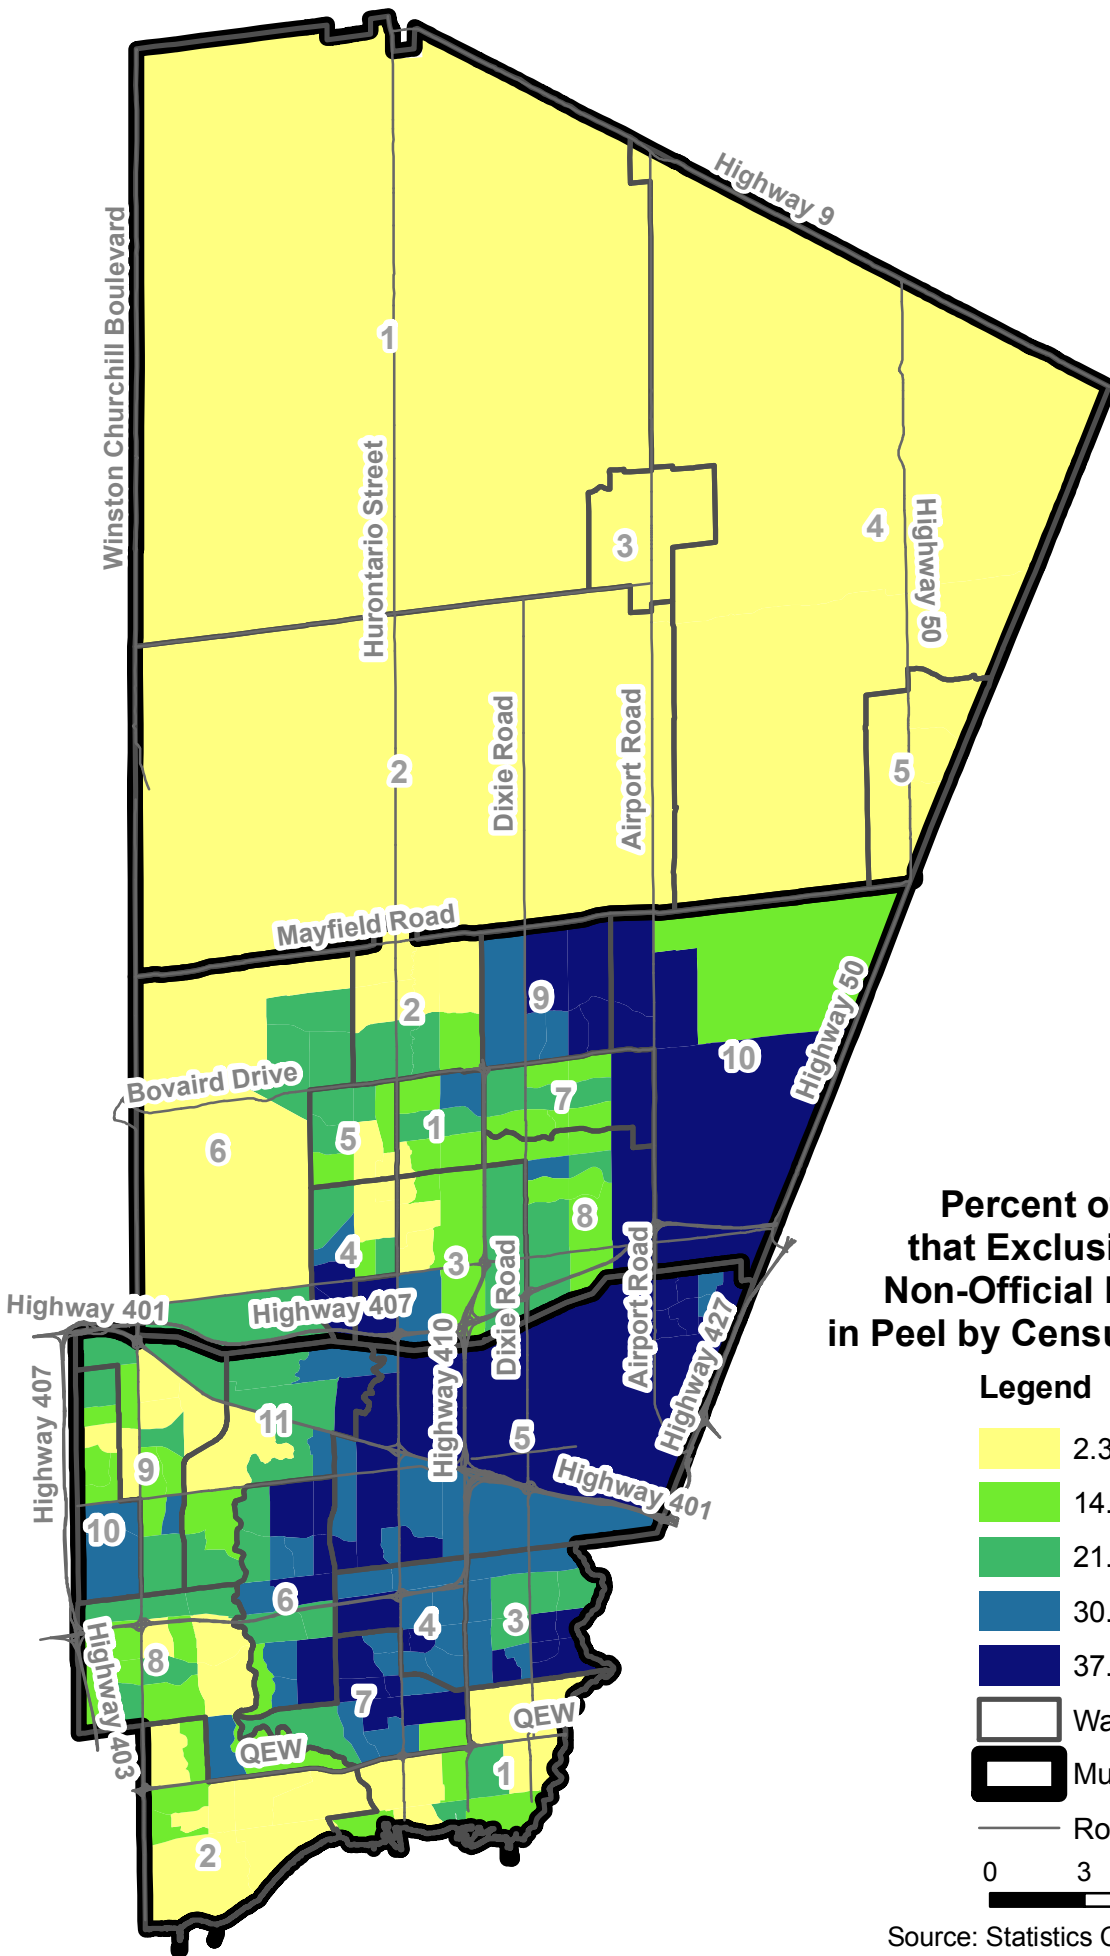 Highway 9
Winston Churchill Boulevard
1
Hurontario Street
3
4
Highway 50
2
Dixie Road
Airport Road
5
Mayfield Road
2
9
10
Highway 50
Bovaird Drive
6
5
1
7
8
4
3
Dixie Road
Airport Road
Highway 401
Highway 407
Highway 410
Highway 427
Highway 407
11
5
9
10
Highway 401
6
4
3
8
7
Highway 403
QEW
QEW
1
2
Percent o
that Exclusi
Non-Official
in Peel by Censu
Legend
2.3
14.
21.
30.
37.
Wa
Mu
Ro
0 3
Source: Statistics C